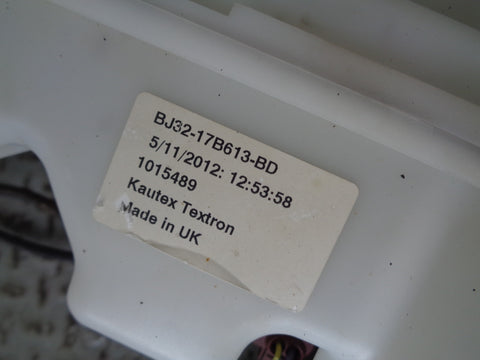 BJ32-17B613-BD
5/11/2012: 12:53:58
1015489
Kautex Textron
Made in UK